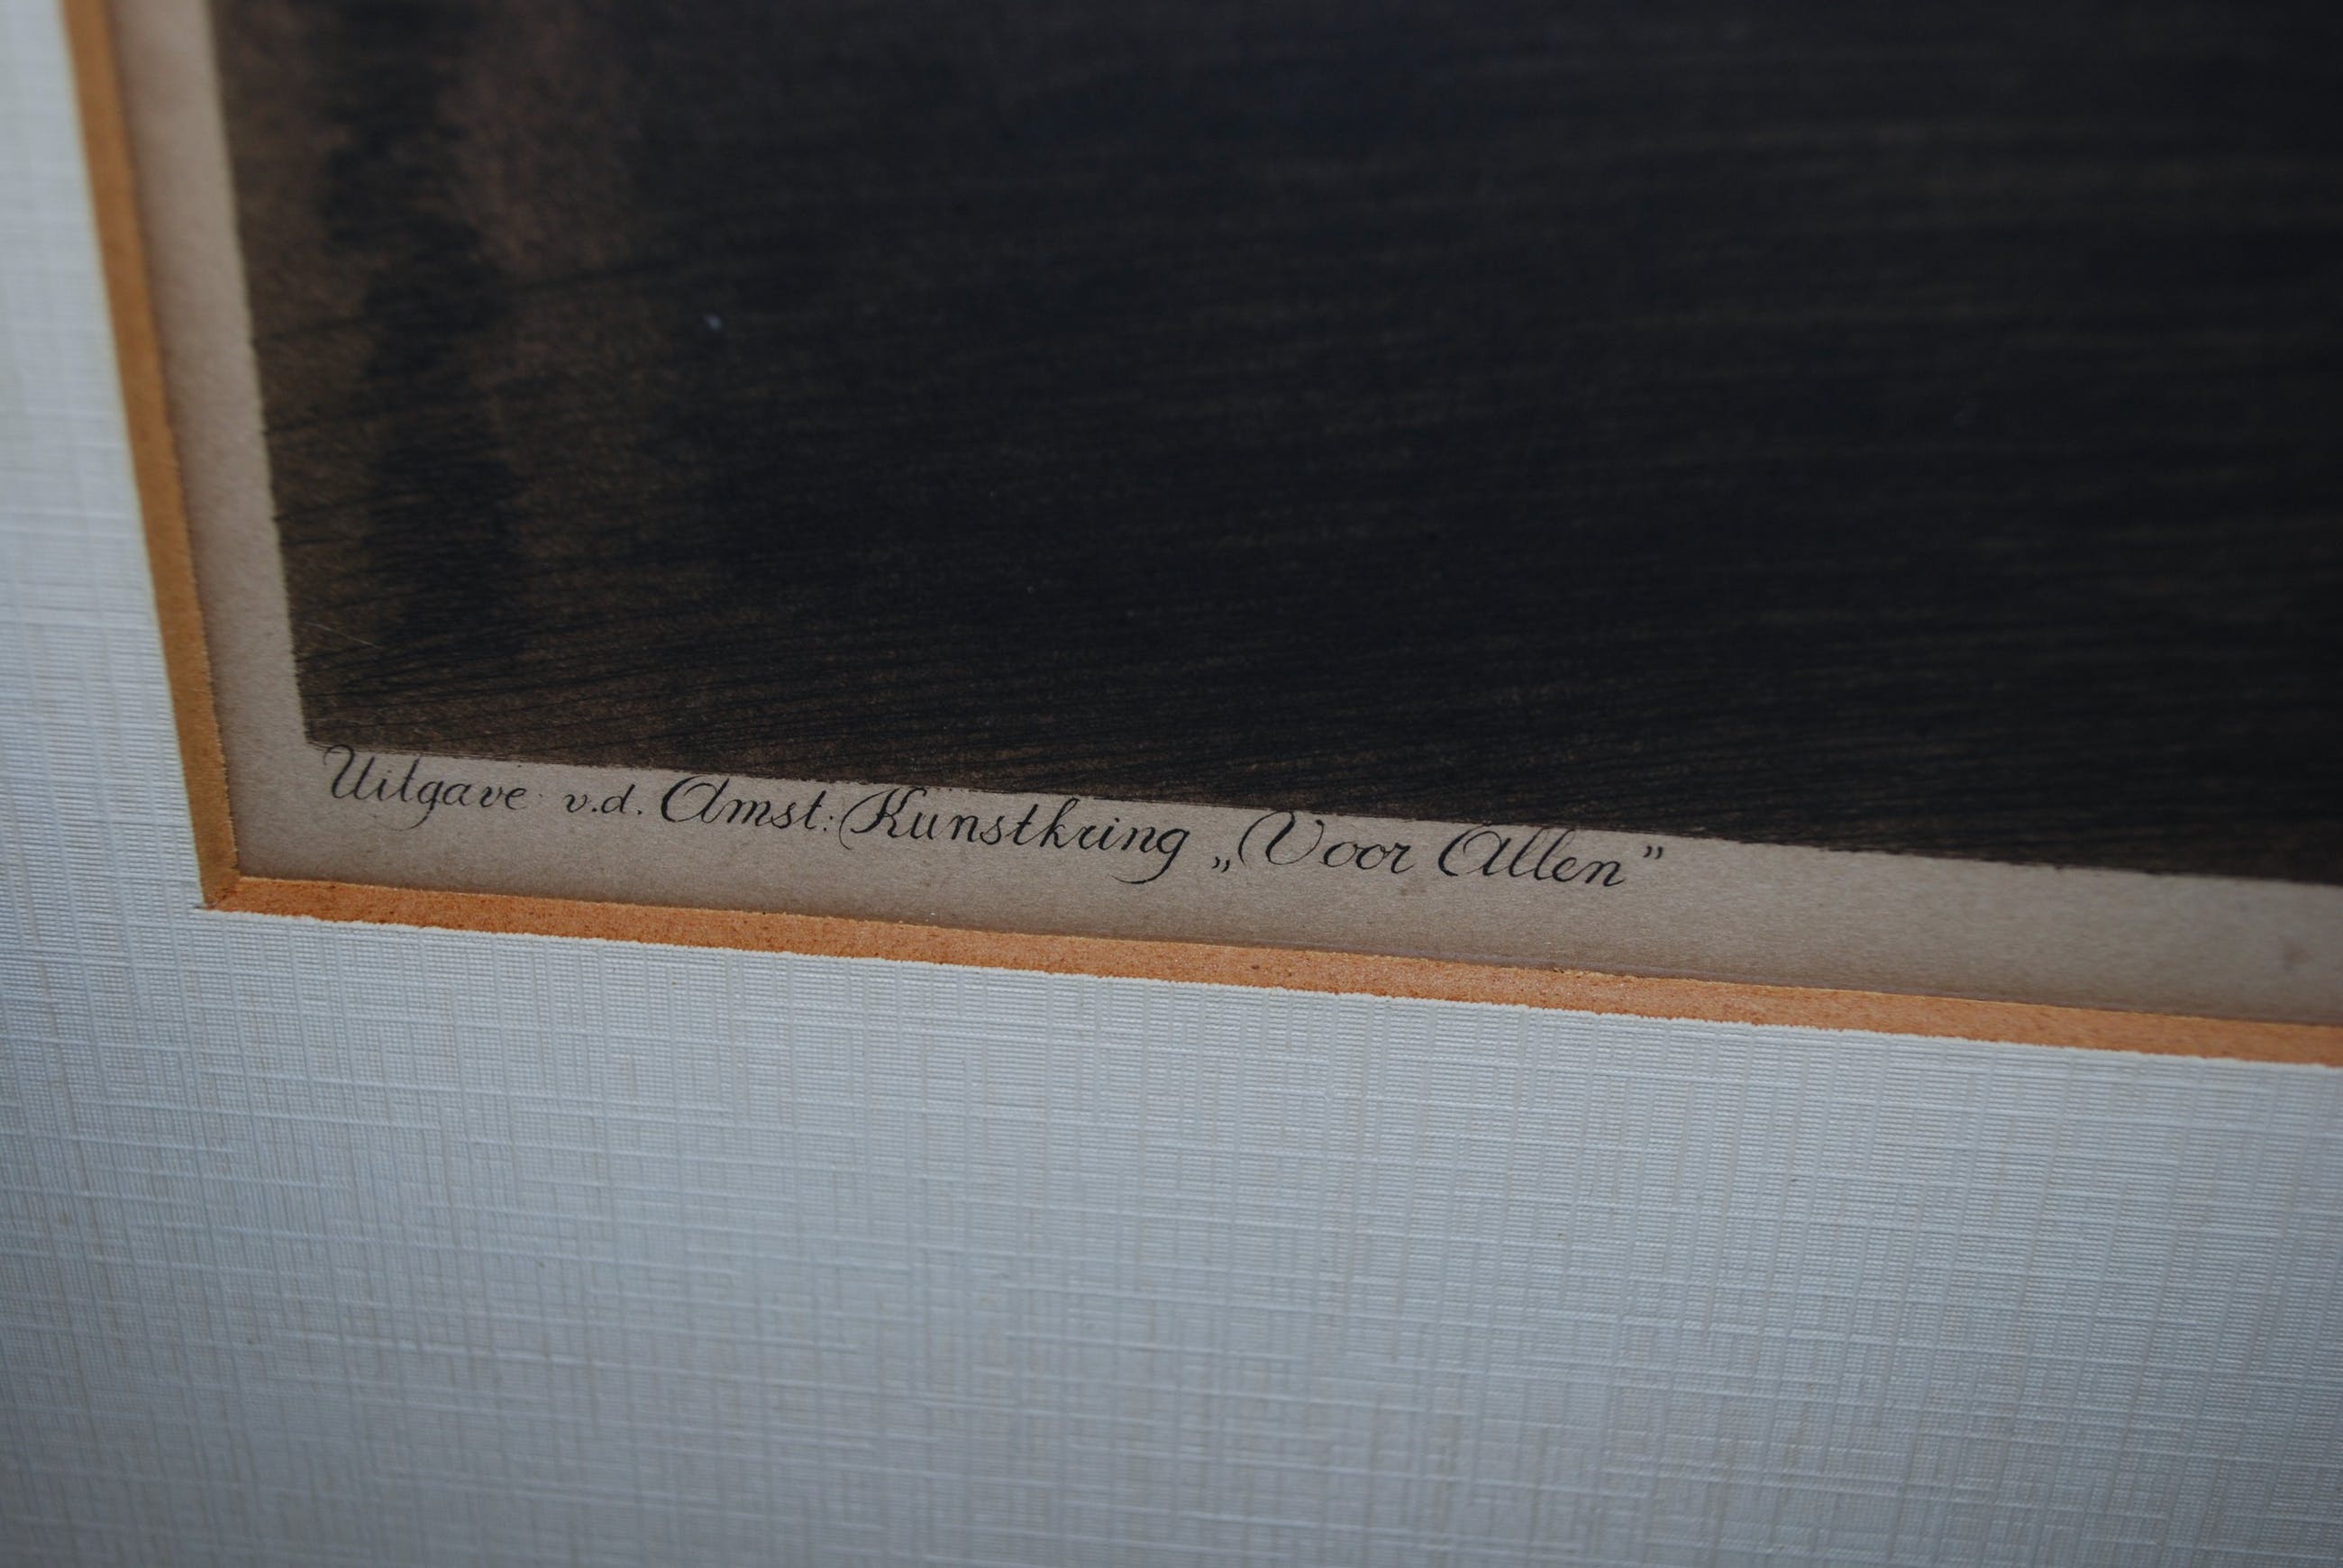 Uitgave v.d. Amst: Kunstkring „Voor Allen”